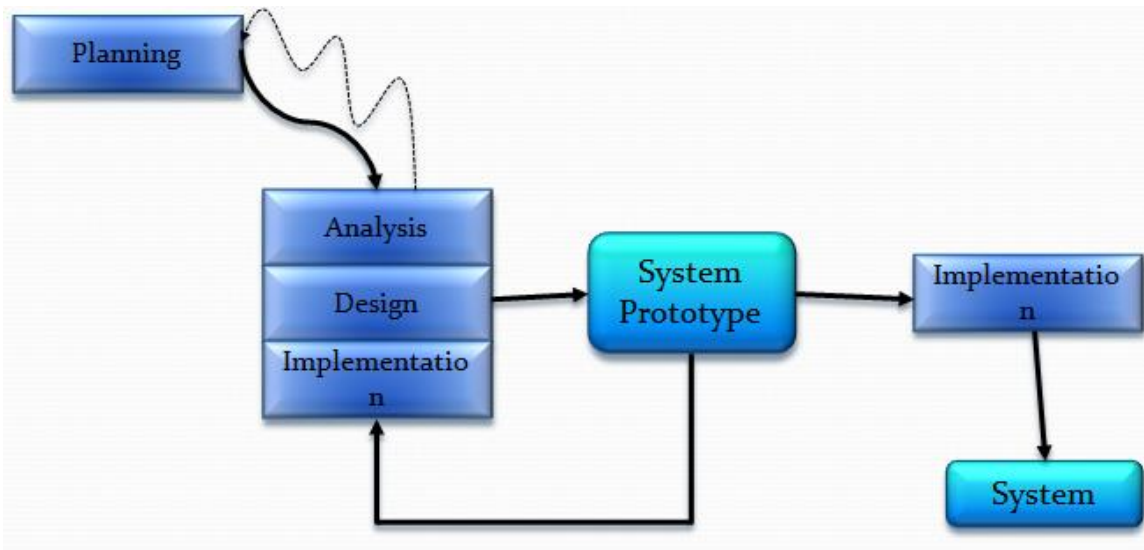 Planning
Analysis
Design
Implementatio
n
System
Prototype
Implementatio
n
System